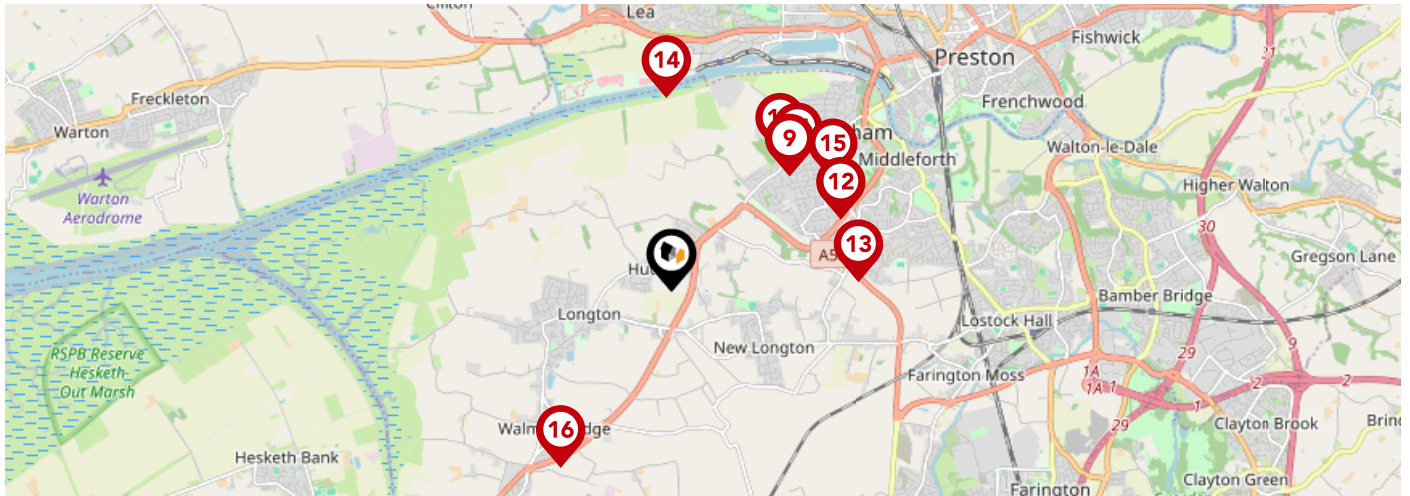 Lea
Fishwick
Preston
31
14
Freckleton
Frenchwood
Warton
9
15
12
Middleforth
Walton-le-Dale
Warton
Aerodrome
Higher Walton
30
13
Gregson Lane
Bamber Bridge
Longton
Lostock Hall
New Longton
RSPB Reserve
Hesketh
Out Marsh
29
9
Farington Moss
1A
1A
1
2
2
1
29
16
Clayton Brook
Hesketh Bank
Clayton Green
Farington